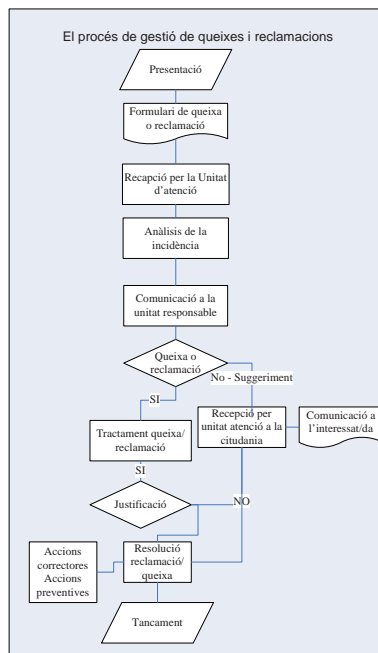 El procés de gestió de queixes i reclamacions
Presentació
Formulari de queixa
o reclamació
Recapció per la Unitat
d'atenció
Anàlisis de la
incidència
Comunicació a la
unitat responsable
Queixa o
reclamació
No - Suggeriment
SI
Recepció per
unitat atenció a la
citudania
Comunicació a
l'interessat/da
Tractament queixa/
reclamació
SI
Justificació
NO
Accions
correctores
Accions
preventives
Resolució
reclamació/
queixa
Tancament